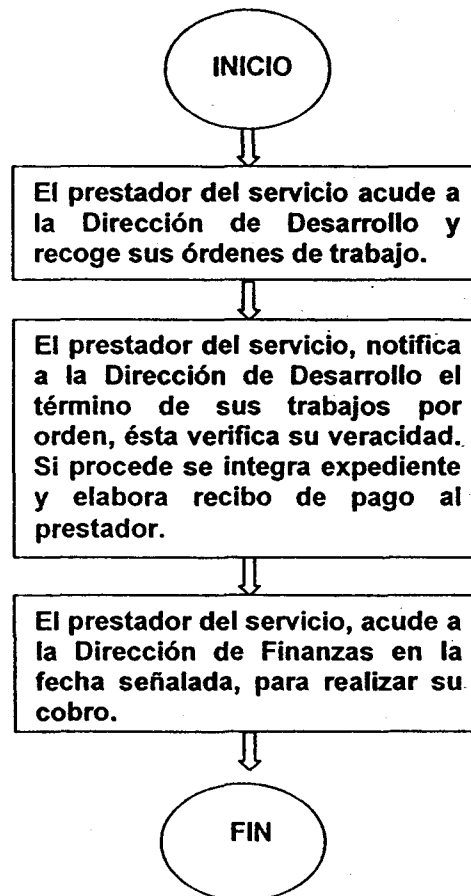 INICIO
El prestador del servicio acude a
la Dirección de Desarrollo y
recoge sus órdenes de trabajo.
El prestador del servicio, notifica
a la Dirección de Desarrollo el
término de sus trabajos por
orden, ésta verifica su veracidad.
Si procede se integra expediente
y elabora recibo de pago al
prestador.
El prestador del servicio, acude a
la Dirección de Finanzas en la
fecha señalada, para realizar su
cobro.
FIN